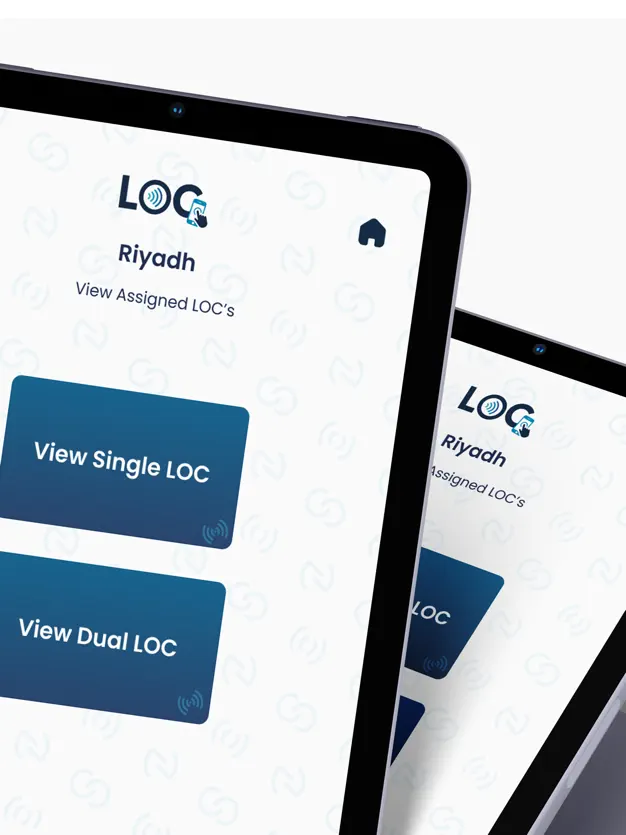 LOC
Riyadh
View Assigned LOC's
View Single LOC
View Dual LOC
LOC
Riyadh
Assigned LOC's
LOC